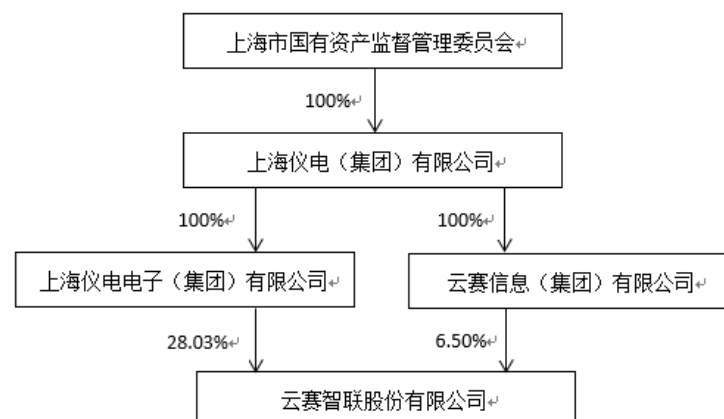 上海市国有资产监督管理委员会
100%
上海仪电（集团）有限公司
100%
100%
上海仪电电子（集团）有限公司
云赛信息（集团）有限公司
28.03%
6.50%
云赛智联股份有限公司